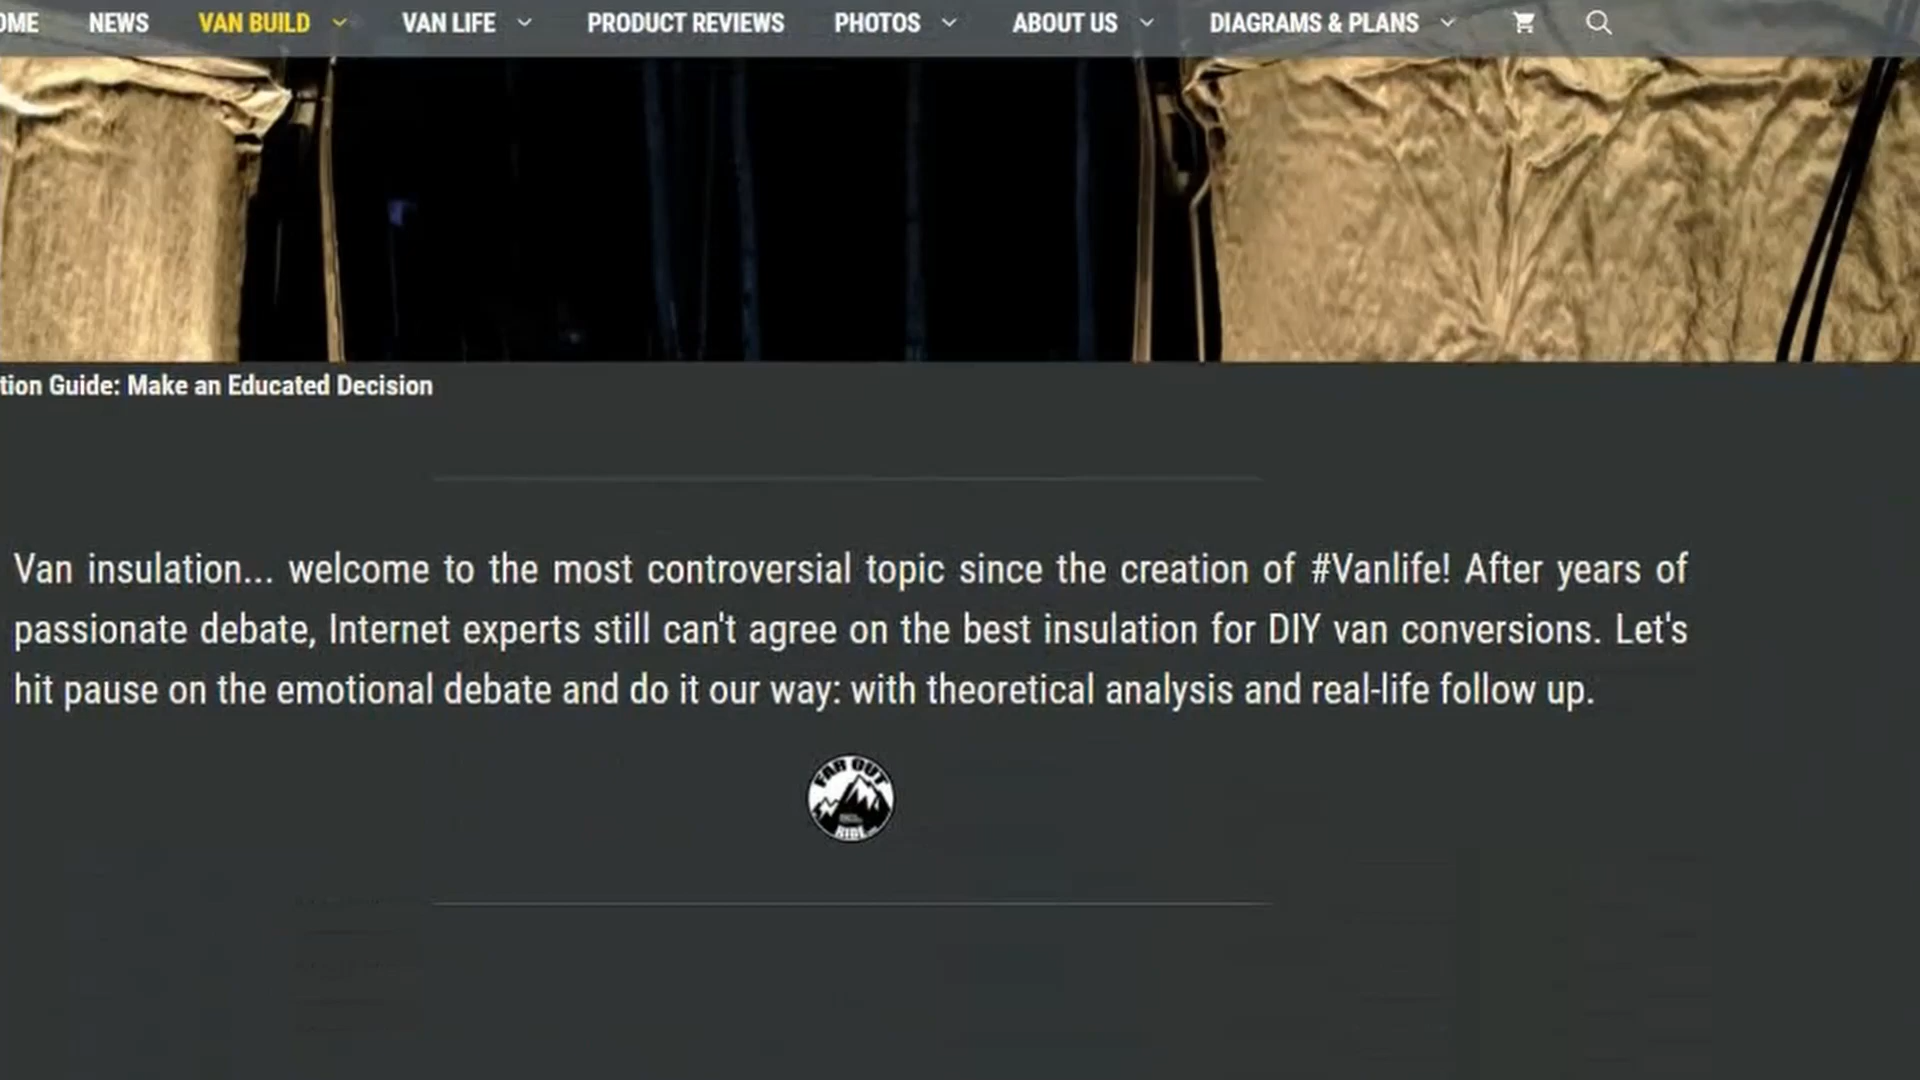 OME NEWS VAN BUILD VAN LIFE PRODUCT REVIEWS PHOTOS ABOUT US DIAGRAMS & PLANS
tion Guide: Make an Educated Decision
Van insulation... welcome to the most controversial topic since the creation of #Vanlife! After years of
passionate debate, Internet experts still can't agree on the best insulation for DIY van conversions. Let's
hit pause on the emotional debate and do it our way: with theoretical analysis and real-life follow up.
FAR OUT
RIDE